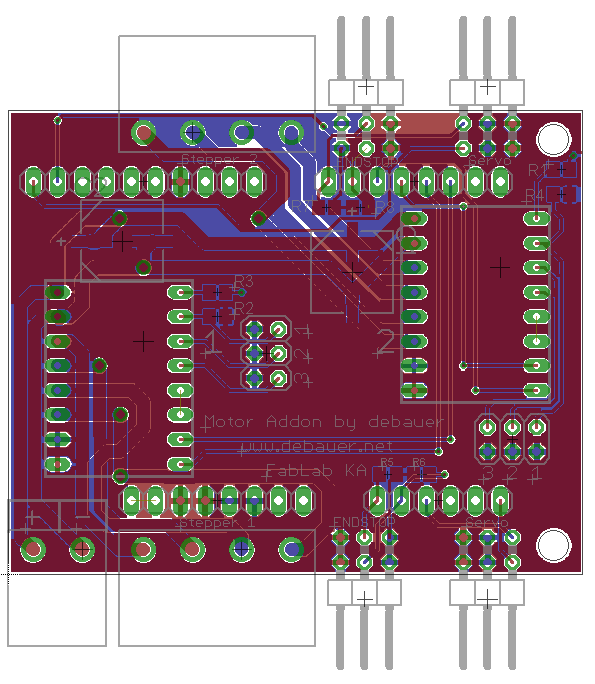 Stepper 2
ENDSTOP
Servo
R1
R4
R3
R2
1
2
1
2
3
Motor Addon by debauer
www.debauer.net
FabLab KA
R5
R6
3 2 1
Stepper 1
ENDSTOP
Servo